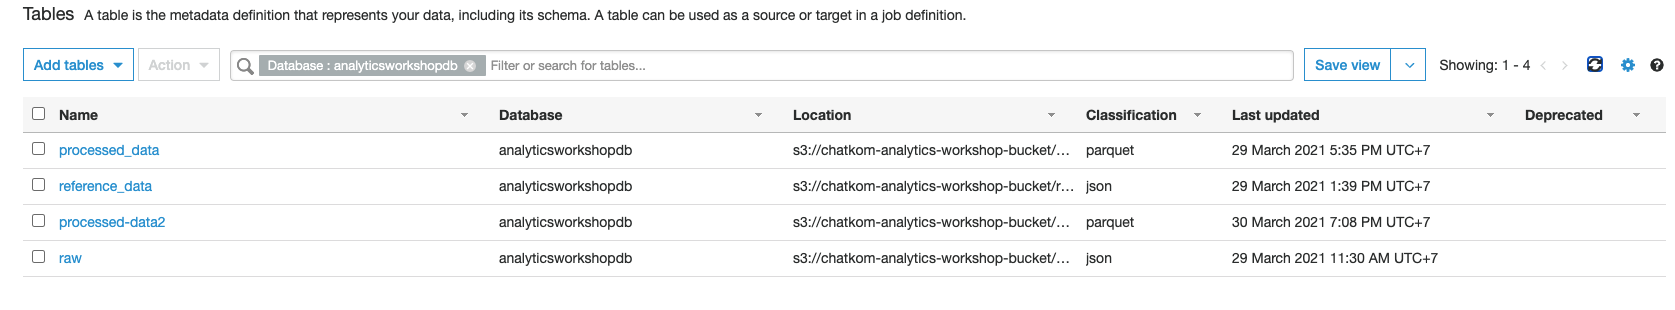 Tables A table is the metadata definition that represents your data, including its schema. A table can be used as a source or target in a job definition.
Add tables Action Database : analyticsworkshopdb Filter or search for tables... Save view Showing: 1 - 4
Name Database Location Classification Last updated Deprecated
processed_data analyticsworkshopdb s3://chatkom-analytics-workshop-bucket/... parquet 29 March 2021 5:35 PM UTC+7
reference_data analyticsworkshopdb s3://chatkom-analytics-workshop-bucket/r... json 29 March 2021 1:39 PM UTC+7
processed-data2 analyticsworkshopdb s3://chatkom-analytics-workshop-bucket/... parquet 30 March 2021 7:08 PM UTC+7
raw analyticsworkshopdb s3://chatkom-analytics-workshop-bucket/... json 29 March 2021 11:30 AM UTC+7